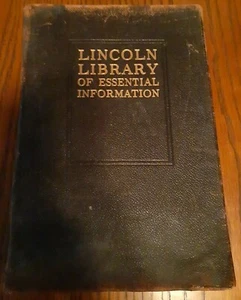 LINCOLN
LIBRARY
OF ESSENTIAL
INFORMATION